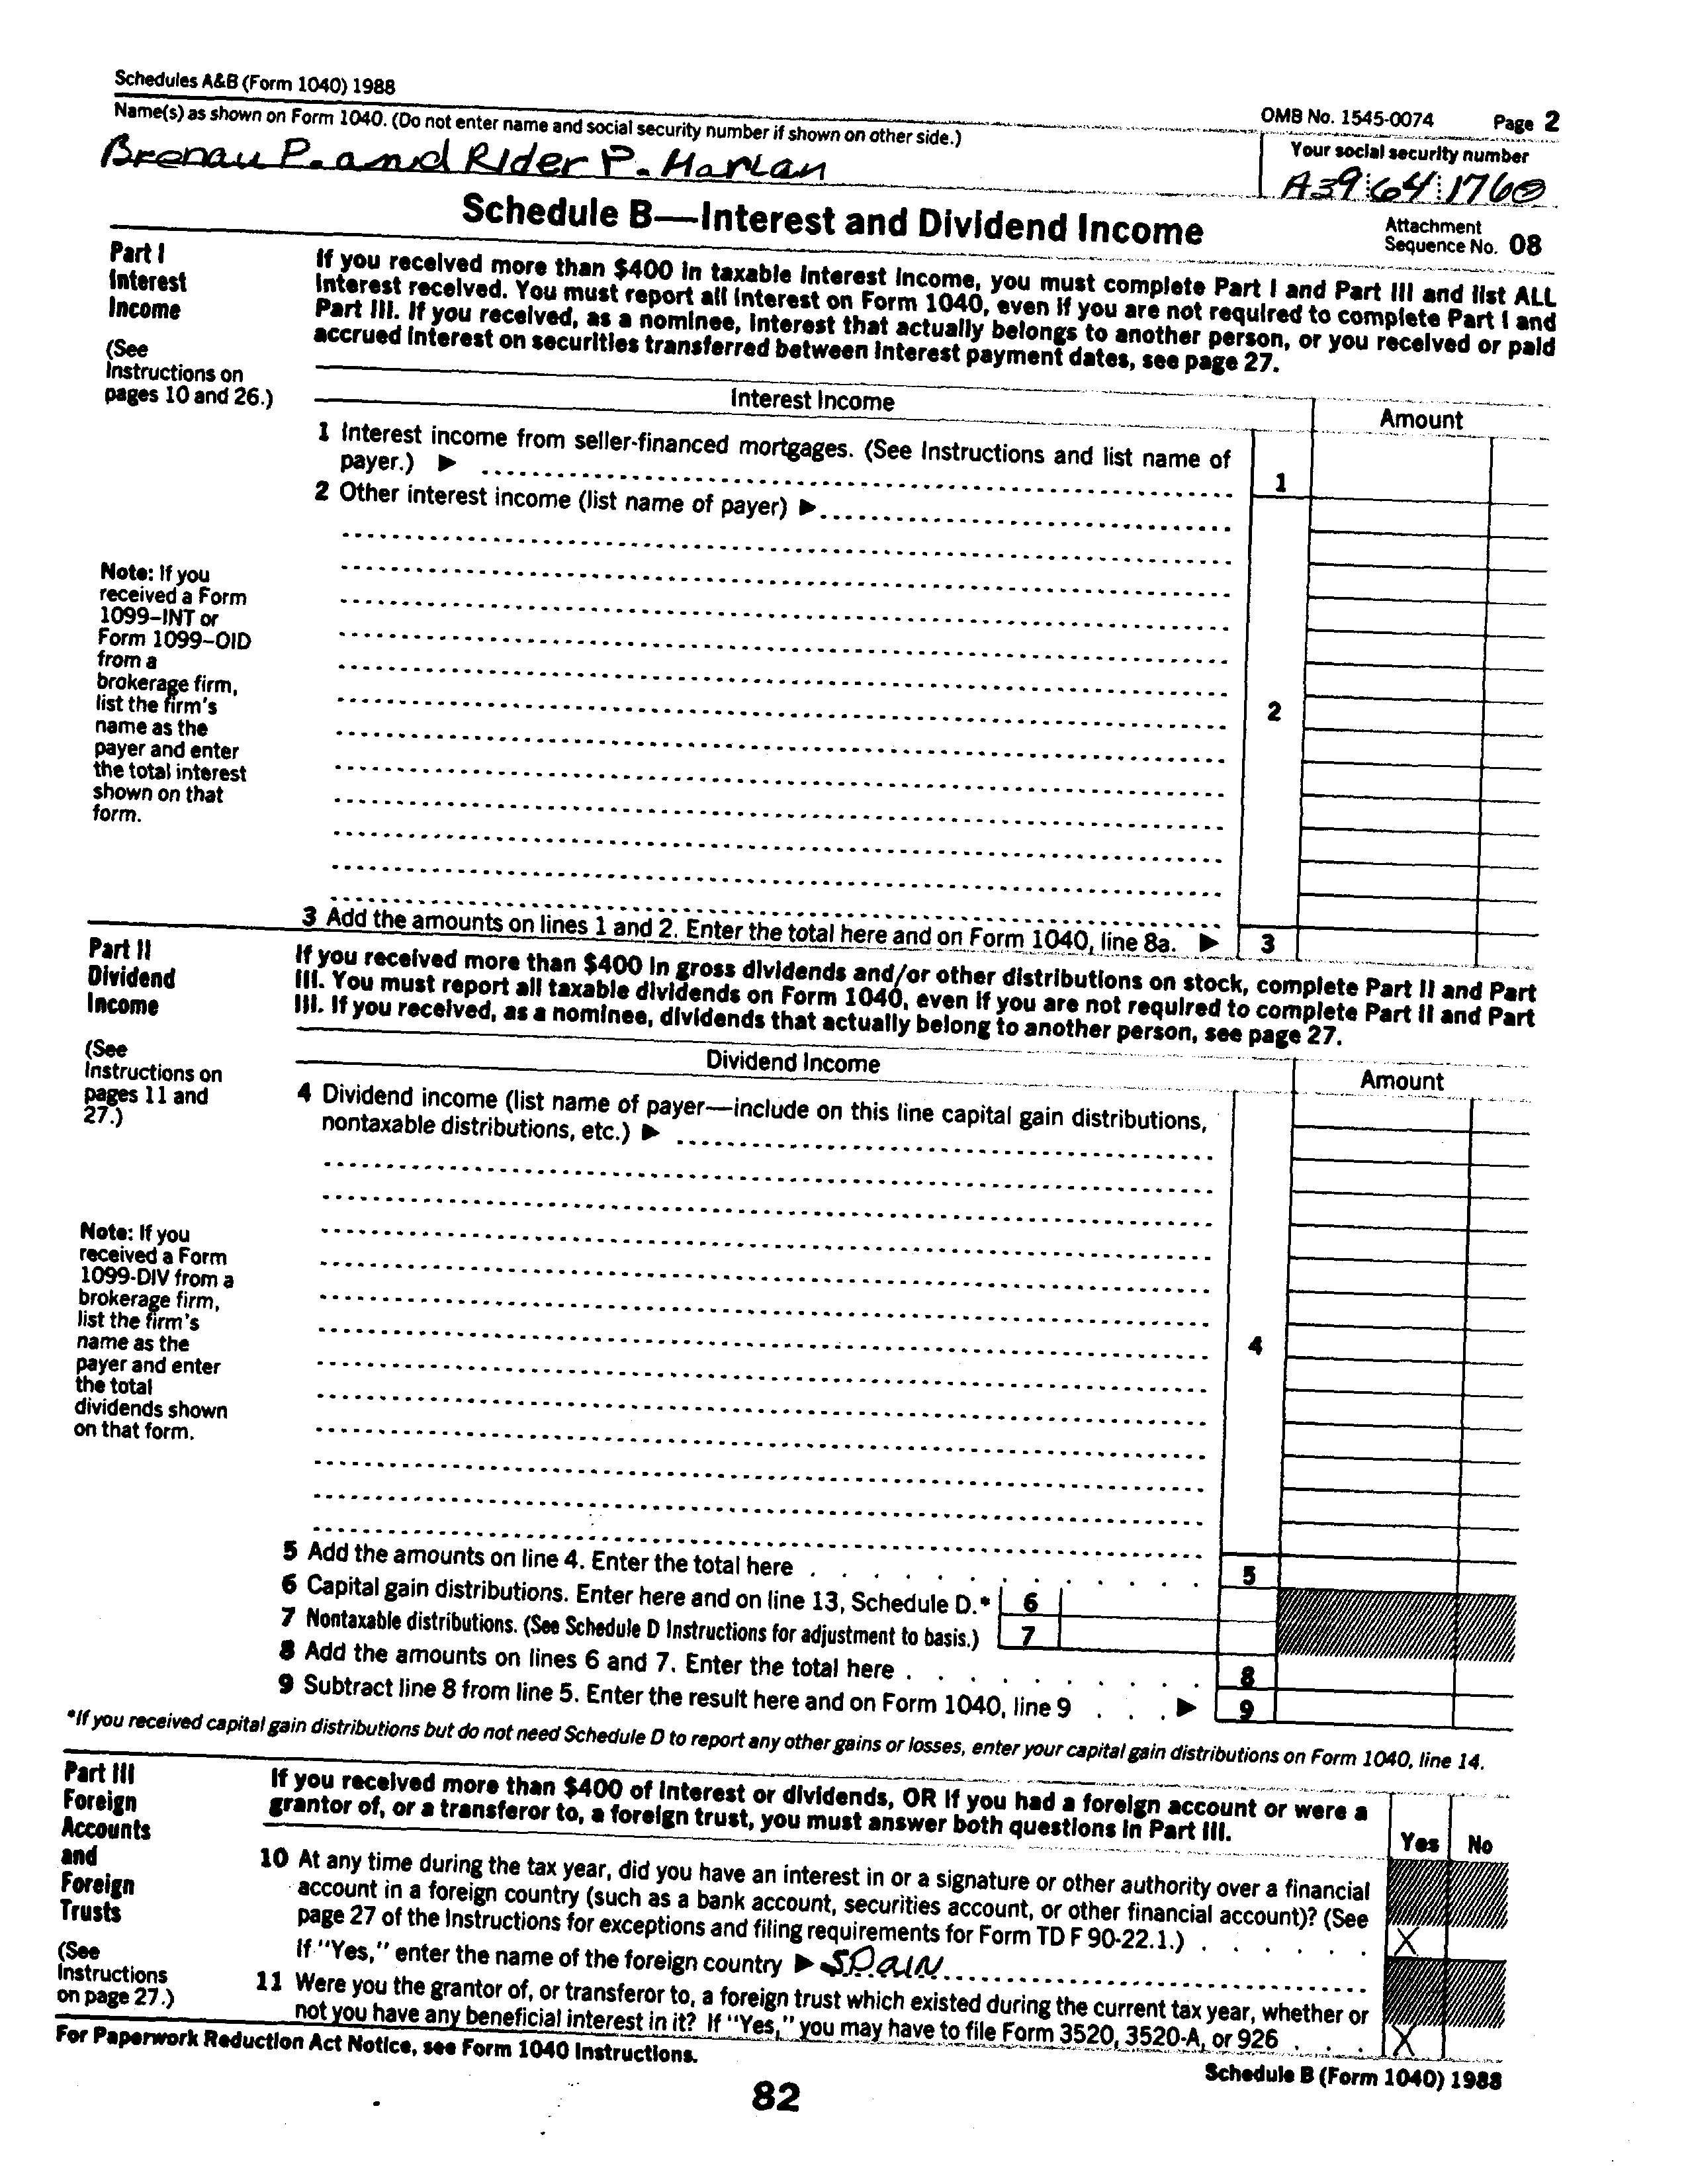 Schedules A&B (Form 1040) 1988
OMB No. 1545-0074 Page 2
Name(s) as shown on Form 1040. (Do not enter name and social security number if shown on other side.)
Your social security number
Brenau P. and Rider P. Harlan
A39 64 1760
Schedule B—Interest and Dividend Income
Attachment
Sequence No. 08
Part I
Interest
Income
(See
Instructions on
pages 10 and 26.)
If you received more than $400 in taxable interest income, you must complete Part I and Part III and list ALL
interest received. You must report all interest on Form 1040, even if you are not required to complete Part I and
Part III. If you received, as a nominee, interest that actually belongs to another person, or you received or paid
accrued interest on securities transferred between interest payment dates, see page 27.
Interest Income
Amount
1 Interest income from seller-financed mortgages. (See Instructions and list name of
payer.) ▶
1
2 Other interest income (list name of payer) ▶
Note: If you
received a Form
1099–INT or
Form 1099–OID
from a
brokerage firm,
list the firm's
name as the
payer and enter
the total interest
shown on that
form.
2
3 Add the amounts on lines 1 and 2. Enter the total here and on Form 1040, line 8a. ▶ 3
Part II
Dividend
Income
(See
Instructions on
pages 11 and
27.)
If you received more than $400 in gross dividends and/or other distributions on stock, complete Part II and Part
III. You must report all taxable dividends on Form 1040, even if you are not required to complete Part II and Part
III. If you received, as a nominee, dividends that actually belong to another person, see page 27.
Dividend Income
Amount
4 Dividend income (list name of payer—include on this line capital gain distributions,
nontaxable distributions, etc.) ▶
Note: If you
received a Form
1099-DIV from a
brokerage firm,
list the firm's
name as the
payer and enter
the total
dividends shown
on that form.
4
5 Add the amounts on line 4. Enter the total here . . . . . . . . . . . . 5
6 Capital gain distributions. Enter here and on line 13, Schedule D.* 6
7 Nontaxable distributions. (See Schedule D Instructions for adjustment to basis.) 7
8 Add the amounts on lines 6 and 7. Enter the total here . . . . . . . . . 8
9 Subtract line 8 from line 5. Enter the result here and on Form 1040, line 9 . . . ▶ 9
*If you received capital gain distributions but do not need Schedule D to report any other gains or losses, enter your capital gain distributions on Form 1040, line 14.
Part III
Foreign
Accounts
and
Foreign
Trusts
(See
Instructions
on page 27.)
If you received more than $400 of interest or dividends, OR if you had a foreign account or were a
grantor of, or a transferor to, a foreign trust, you must answer both questions in Part III.
Yes No
10 At any time during the tax year, did you have an interest in or a signature or other authority over a financial
account in a foreign country (such as a bank account, securities account, or other financial account)? (See
page 27 of the Instructions for exceptions and filing requirements for Form TD F 90-22.1.) . . . . . . X
If "Yes," enter the name of the foreign country ▶ SPAIN
11 Were you the grantor of, or transferor to, a foreign trust which existed during the current tax year, whether or
not you have any beneficial interest in it? If "Yes," you may have to file Form 3520, 3520-A, or 926 . . . X
For Paperwork Reduction Act Notice, see Form 1040 Instructions.
Schedule B (Form 1040) 1988
82